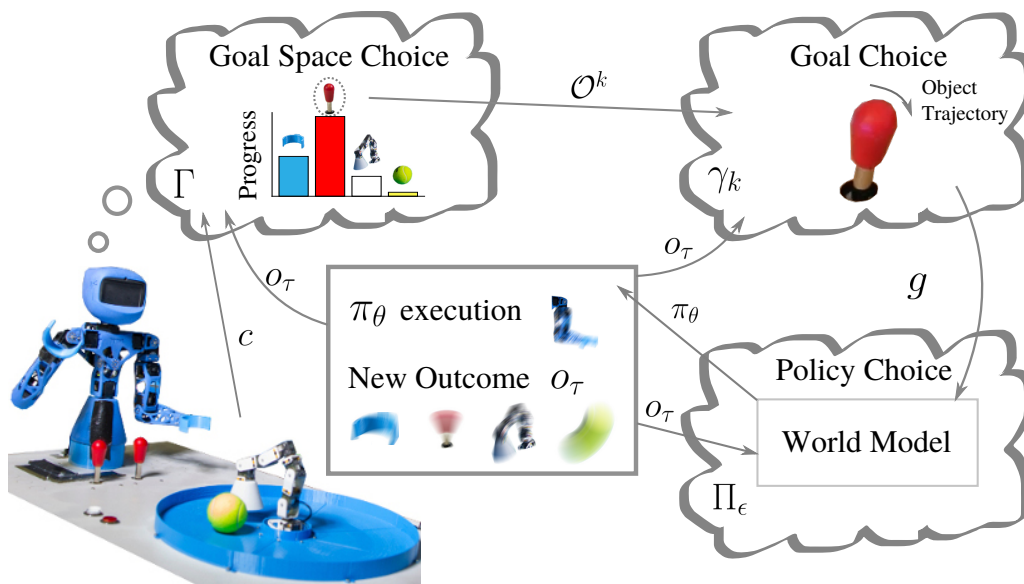 Goal Space Choice
Progress
Γ
𝒪^k
Goal Choice
Object
Trajectory
γ_k
c
o_τ
o_τ
π_θ
g
π_θ execution
New Outcome o_τ
o_τ
Policy Choice
World Model
Π_ϵ